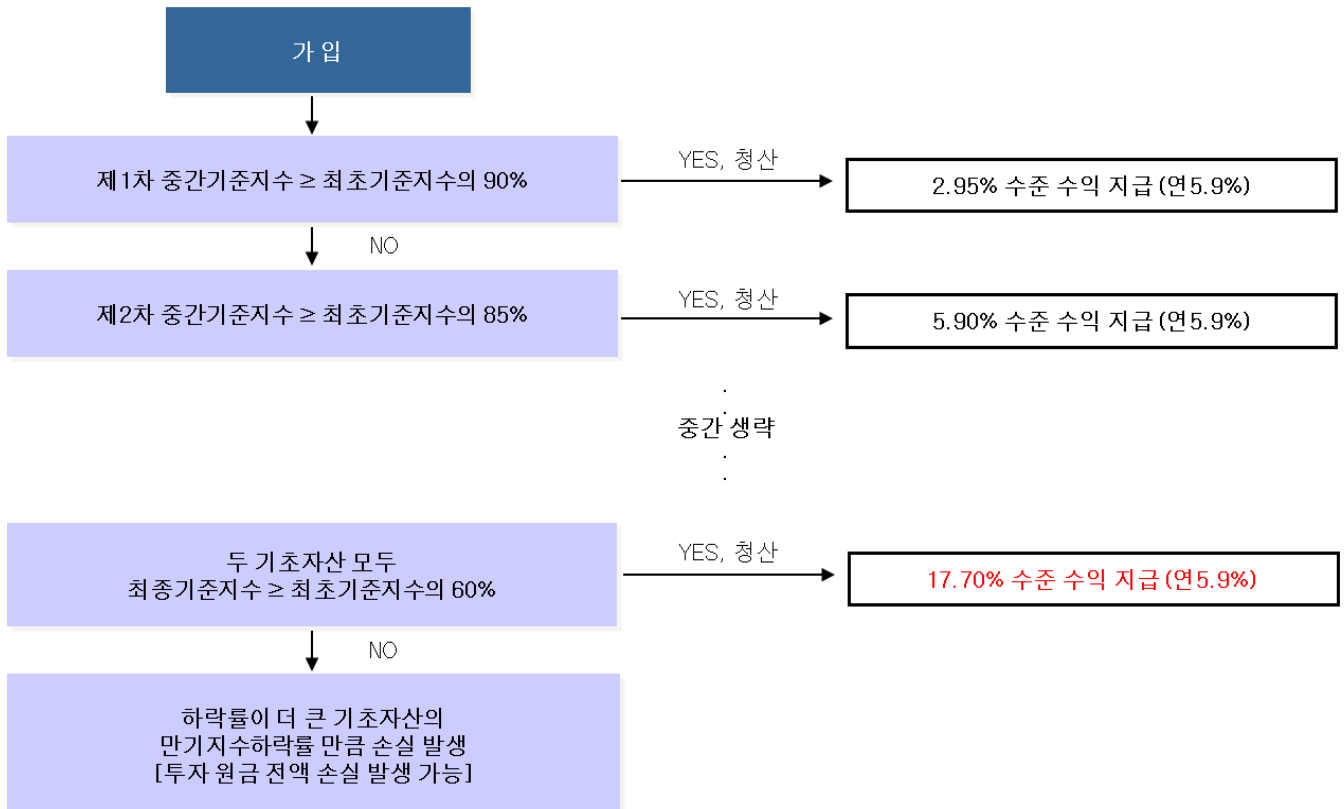 가 입
제1차 중간기준지수 ≥ 최초기준지수의 90%
YES, 청산
2.95% 수준 수익 지급 (연5.9%)
NO
제2차 중간기준지수 ≥ 최초기준지수의 85%
YES, 청산
5.90% 수준 수익 지급 (연5.9%)
중간 생략
두 기초자산 모두
최종기준지수 ≥ 최초기준지수의 60%
YES, 청산
17.70% 수준 수익 지급 (연5.9%)
NO
하락률이 더 큰 기초자산의
만기지수하락률 만큼 손실 발생
[투자 원금 전액 손실 발생 가능]